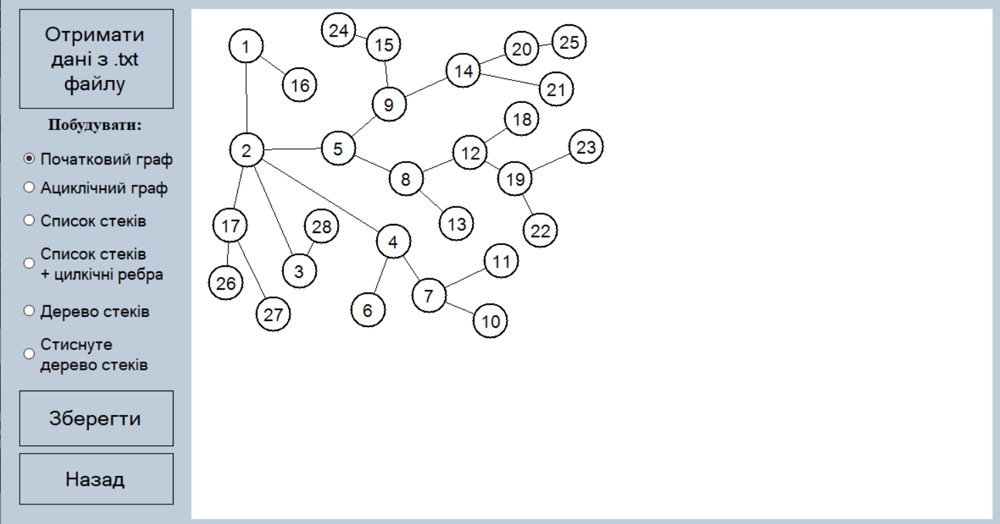 Отримати
дані з .txt
файлу
Побудувати:
Початковий граф
Ациклічний граф
Список стеків
Список стеків
+ цилкічні ребра
Дерево стеків
Стиснуте
дерево стеків
Зберегти
Назад
24
15
1
20
25
14
16
21
9
18
2
5
12
23
8
19
17
28
13
22
4
11
3
26
7
6
27
10